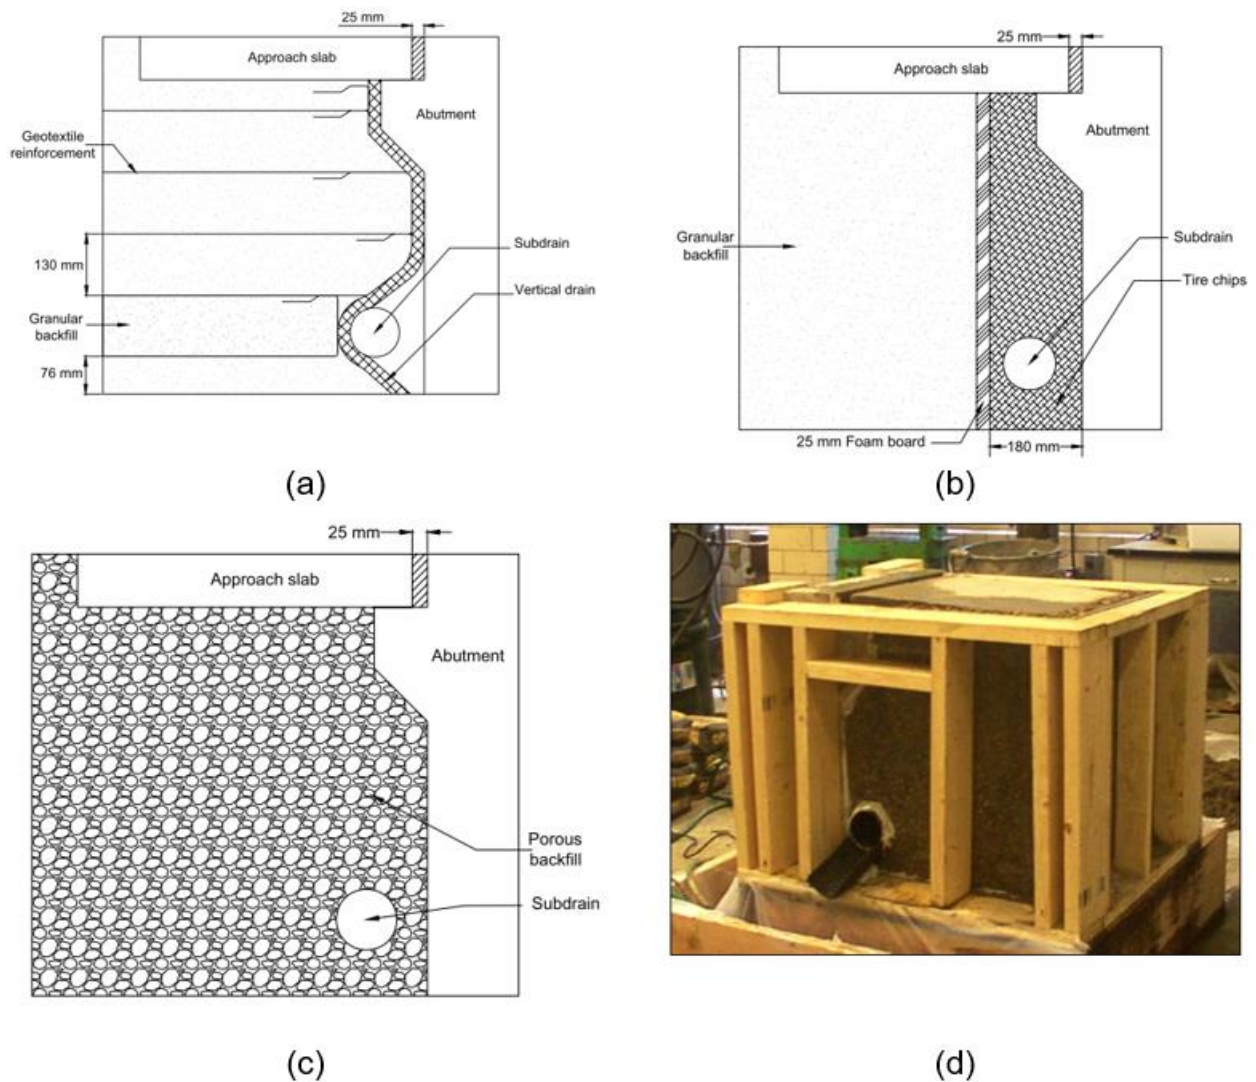 25 mm
Approach slab
Abutment
Geotextile
reinforcement
Subdrain
130 mm
Vertical drain
Granular
backfill
76 mm
(a)
25 mm
Approach slab
Abutment
Granular
backfill
Subdrain
Tire chips
25 mm Foam board
180 mm
(b)
25 mm
Approach slab
Abutment
Porous
backfill
Subdrain
(c)
(d)